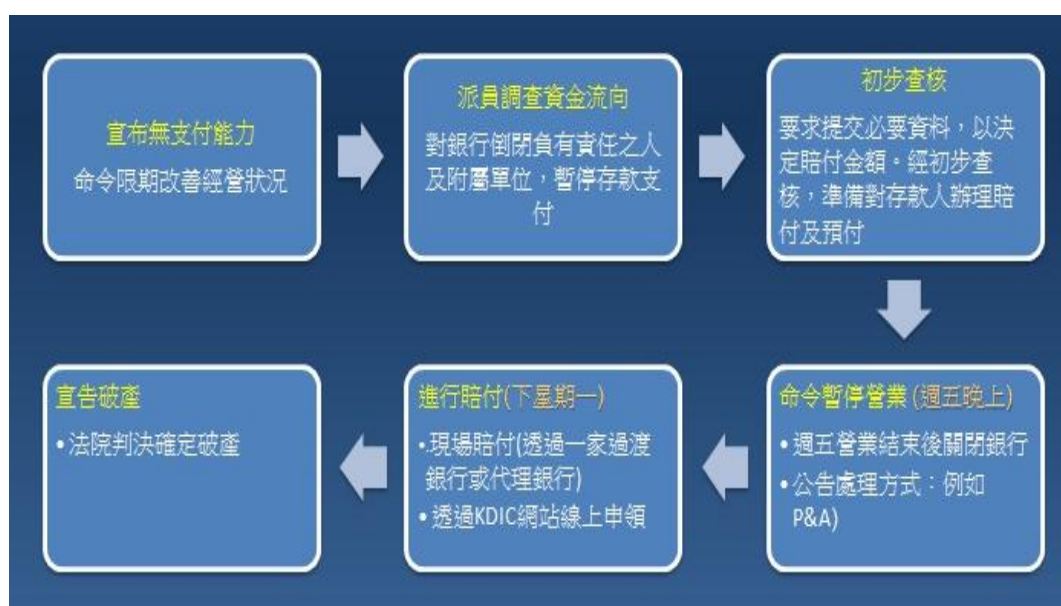 宣布無支付能力
命令限期改善經營狀況
派員調查資金流向
對銀行倒閉負有責任之人
及附屬單位，暫停存款支
付
初步查核
要求提交必要資料，以決
定賠付金額。經初步查
核，準備對存款人辦理賠
付及預付
命令暫停營業 (週五晚上)
•週五營業結束後關閉銀行
•公告處理方式：例如
P&A)
進行賠付(下星期一)
•.現場賠付(透過一家過渡
銀行或代理銀行)
•透過KDIC網站線上申領
宣告破產
•法院判決確定破產